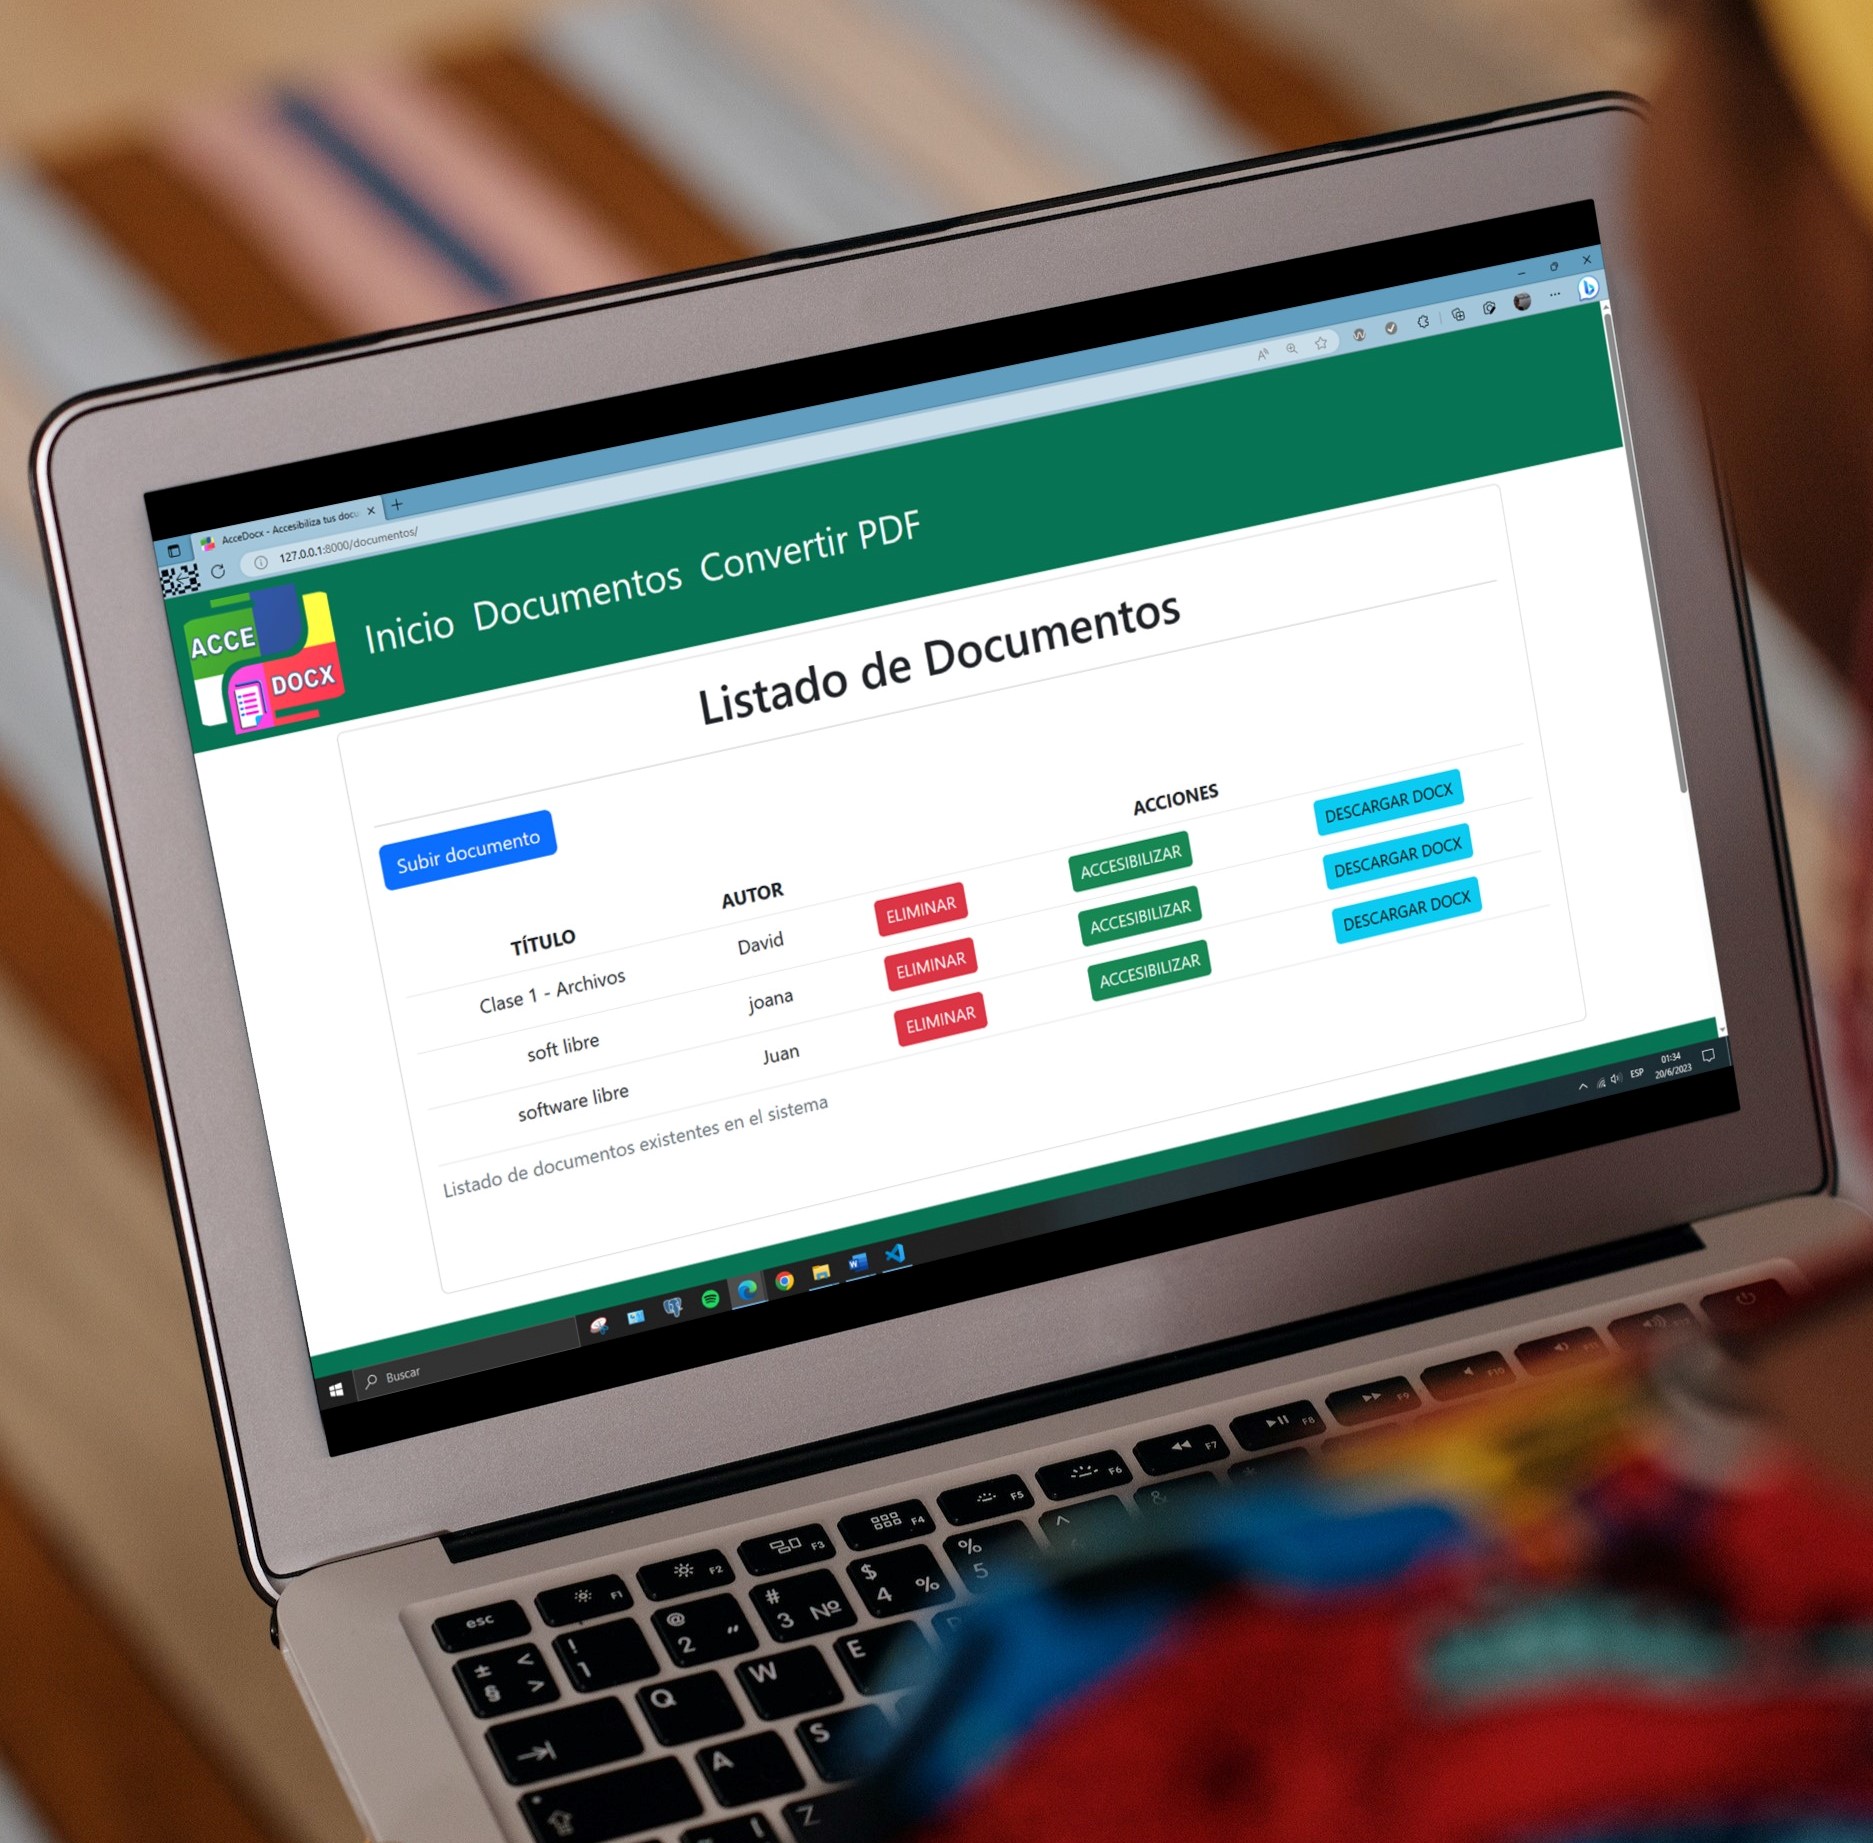 AcceDocx - Accesibiliza tus docu
127.0.0.1:8000/documentos/
ACCE
DOCX
Inicio Documentos Convertir PDF
Listado de Documentos
Subir documento
TÍTULO AUTOR ACCIONES
Clase 1 - Archivos David ELIMINAR ACCESIBILIZAR DESCARGAR DOCX
soft libre joana ELIMINAR ACCESIBILIZAR DESCARGAR DOCX
software libre Juan ELIMINAR ACCESIBILIZAR DESCARGAR DOCX
Listado de documentos existentes en el sistema
Buscar
ESP
01:34
20/6/2023
esc F1 F2 F3 F4 F5 F6 F7 F8 F9 F10
± § < >
! 1
@ 2 "
# 3 №
$ 4 %
% 5
^
&
Q W E
A S
Z